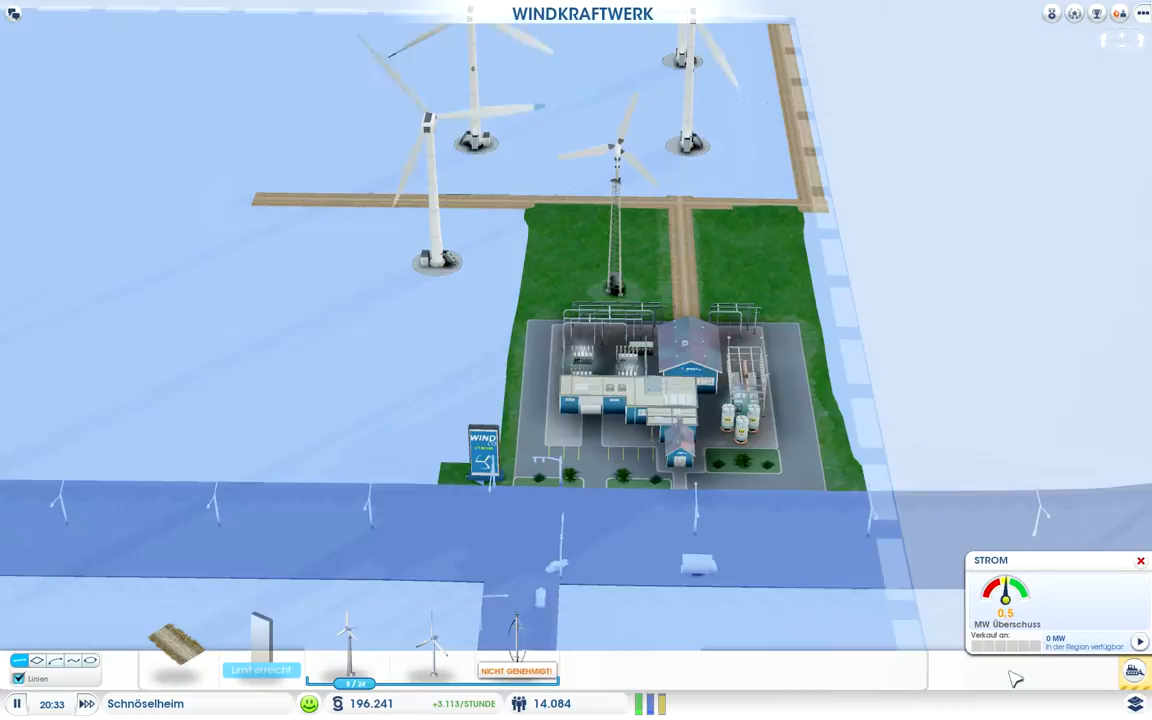 WINDKRAFTWERK
WIND
STROM
0,5
MW Überschuss
Verkauf an:
0 MW
In der Region verfügbar
Limit erreicht
NICHT GENEHMIGT!
5 / 24
Linien
20:33
Schnöselheim
196.241
+3.113/STUNDE
14.084